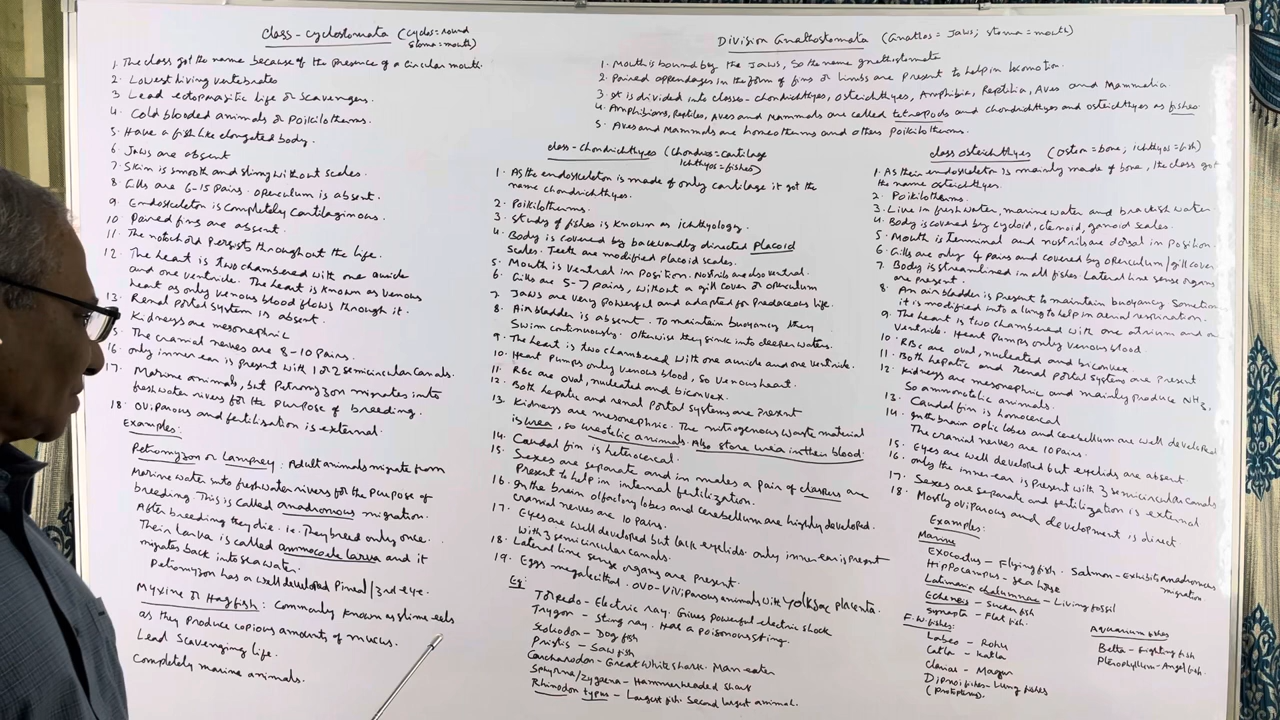 Class - Cyclostomata (Cyclos = round
Stoma = mouth)
1. The class got the name because of the presence of a circular mouth.
2. Lowest living vertebrates
3. Lead ectoparasitic life or scavengers.
4. Cold blooded animals or Poikilotherms.
5. Have a fish like elongated body.
6. Jaws are absent
7. Skin is smooth and slimy without scales.
8. Gills are 6-15 pairs. operculum is absent.
9. Endoskeleton is completely cartilaginous.
10. Paired fins are absent.
11. The notochord persists throughout the life.
12. The heart is two chambered with one auricle
and one ventricle. The heart is known as venous
heart as only venous blood flows through it.
13. Renal portal system is absent.
Kidneys are mesonephric
5. The cranial nerves are 8-10 pairs.
16. only inner ear is present with 1 or 2 semicircular canals.
17. Marine animals, but Petromyzon migrates into
freshwater rivers for the purpose of breeding.
18. Oviparous and fertilisation is external.
Examples:
Petromyzon or Lamprey: Adult animals migrate from
Marine water into freshwater rivers for the purpose of
breeding. This is called anadromous migration.
After breeding they die. i.e. They breed only once.
Their larva is called ammocoete larva and it
migates back into sea water.
Petromyzon has a well developed Pineal/3rd eye.
Myxine or Hagfish: Commonly known as slime eels
as they produce copious amounts of mucus.
Lead Scavenging life.
Completely marine animals.
Division Gnathostomata (Gnathos = Jaws; stoma = mouth)
1. Mouth is bound by the Jaws, So the name gnathostomata
2. Paired appendages in the form of fins or limbs are present to help in locomotion.
3. It is divided into classes - chondrichthyes, Osteichthyes, Amphibia, Reptilia, Aves and Mammalia
4. Amphibians, Reptiles, Aves and Mammals are called tetrapods and chondrichthyes and osteichthyes as fishes.
5. Aves and Mammals are homeotherms and others Poikilotherms.
class - Chondrichthyes (Chondros = cartilage
ichthyos = fishes)
1. As the endoskeleton is made of only cartilage it got the
name chondrichthyes.
2. Poikilotherms.
3. Study of fishes is known as ichthyology.
4. Body is covered by backwardly directed placoid
scales. Teeth are modified placoid scales.
5. Mouth is ventral in position. Nostrils are also ventral.
6. Gills are 5-7 pairs, without a gill cover or operculum
7. Jaws are very powerful and adapted for predaceous life.
8. Air bladder is absent. To maintain buoyancy they
Swim continuously. otherwise they sink into deeper waters.
9. The heart is two chambered with one auricle and one ventricle.
10. Heart pumps only venous blood, so venous heart.
11. RBc are oval, nucleated and biconvex.
12. Both hepatic and renal portal systems are present
13. Kidneys are mesonephric. The nitrogenous waste material
is urea, so ureotelic animals. Also store urea in their blood.
14. Caudal fin is heterocercal.
15. Sexes are separate and in males a pair of claspers are
Present to help in internal fertilization.
16. In the brain olfactory lobes and cerebellum are highly developed.
cranial nerves are 10 pairs.
17. Eyes are well developed but lack eyelids. only inner ear is present
with 3 semicircular canals.
18. Lateral line sense organs are present.
19. Eggs megalecithal. Ovo-viviparous animals with Yolksac placenta.
Eg:
Torpedo - Electric ray. Gives powerful electric shock
Trygon - Sting ray. Has a poisonous sting.
Scoliodon - Dog fish
Pristis - Saw fish
Carcharodon - Great white shark. Man eater
Sphyrna/Zygaena - Hammerheaded shark
Rhinodon typus - Largest fish. Second largest animal.
class osteichthyes (osteon = bone, ichthyes = fish)
1. As their endoskeleton is mainly made of bone, the class got
the name osteichthyes.
2. Poikilotherms.
3. Live in freshwater, marine water and brackish water
4. Body is covered by cycloid, ctenoid, ganoid scales.
5. Mouth is terminal and nostrils are dorsal in position.
6. Gills are only 4 pairs and covered by operculum/gill cover
7. Body is streamlined in all fishes Lateral line sense organs
are present.
8. An air bladder is present to maintain buoyancy Sometim
it is modified into a lung to help in aerial respiration.
9. The heart is two chambered with one atrium and on
Ventricle. Heart pumps only venous blood
10. RBc are oval, nucleated and biconvex.
11. Both hepatic and renal portal system are present
12. Kidneys are mesonephric and mainly produce NH3.
So ammonotelic animals.
13. Caudal fin is homocercal
14. In the brain optic lobes and cerebellum are well developed
The cranial nerves are 10 pairs.
15. Eyes are well developed but eyelids are absent
16. only the inner ear is present with 3 semicircular canals
17. Sexes are separate and fertilization is external
18. Mostly oviparous and development is direct
Examples:
Marine
Exocoetus - Flying fish. Salmon - Exhibits Anadromous
migration
Hippocampus - Sea horse
Latimaria chalumnae - Living fossil
Echeneis - Sucker fish
Synapta - Flat fish.
F.W. fishes:
Labeo - Rohu
Catla - Katla
Clarias - Magur
Dipnoi fishes - Lung fishes
(Protopterus)
Aquarium fishes
Betta - Fighting fish
Pterophyllum - Angel fish.